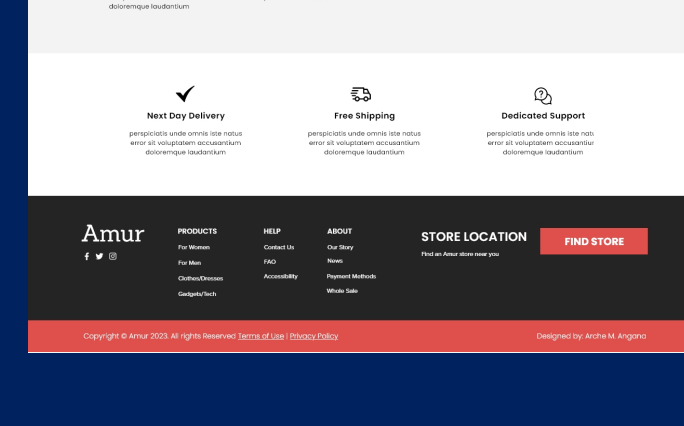 doloremque laudantium
Next Day Delivery
perspiciatis unde omnis iste natus
error sit voluptatem accusantium
doloremque laudantium
Free Shipping
perspiciatis unde omnis iste natus
error sit voluptatem accusantium
doloremque laudantium
Dedicated Support
perspiciatis unde omnis iste natu
error sit voluptatem accusantiur
doloremque laudantium
Amur
PRODUCTS
For Women
For Men
Clothes/Dresses
Gadgets/Tech
HELP
Contact Us
FAO
Accessibility
ABOUT
Our Story
News
Payment Methods
Whole Sale
STORE LOCATION
Find an Amur store near you
FIND STORE
Copyright © Amur 2023. All rights Reserved Terms of Use | Privacy Policy
Designed by: Arche M. Angana